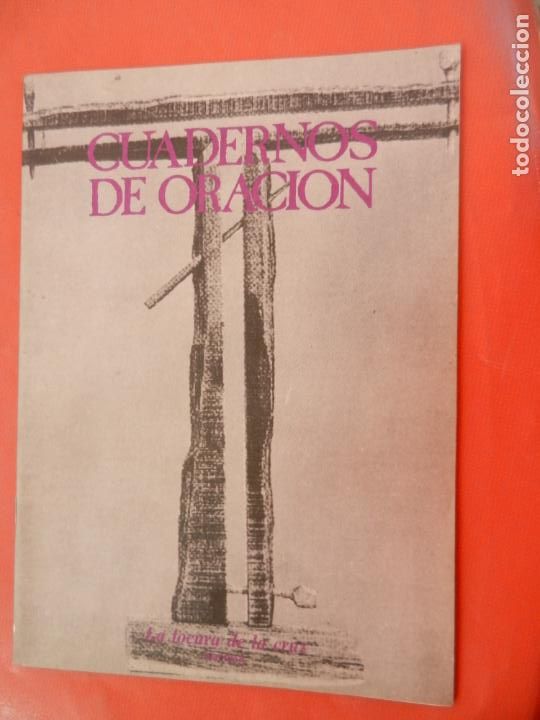 CUADERNOS
DE ORACION
La locura de la cruz
todocoleccion